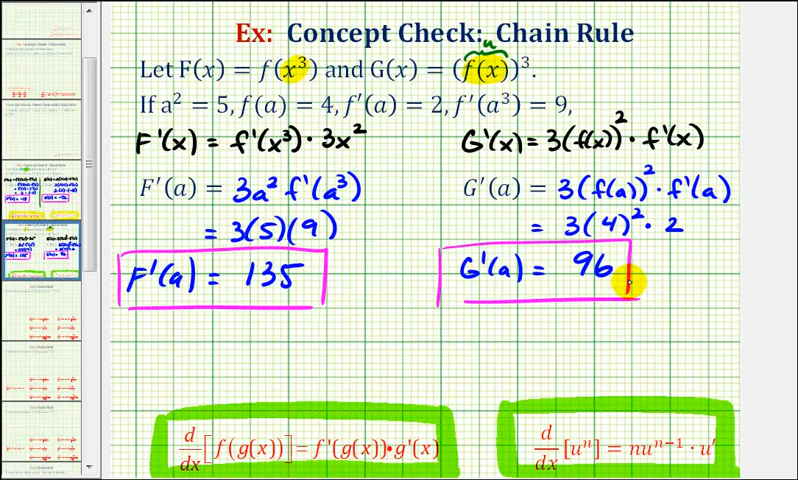 Ex: Concept Check: Chain Rule
u
Let F(x) = f(x³) and G(x) = (f(x))³.
If a² = 5, f(a) = 4, f′(a) = 2, f′(a³) = 9,
F'(x) = f'(x³) · 3x²
G'(x) = 3(f(x))² · f'(x)
F′(a) = 3a² f'(a³)
G′(a) = 3(f(a))² · f'(a)
= 3(5)(9)
= 3(4)² · 2
F'(a) = 135
G'(a) = 96
d/dx [f(g(x))] = f'(g(x))•g'(x)
d/dx [uⁿ] = nuⁿ⁻¹ · u'